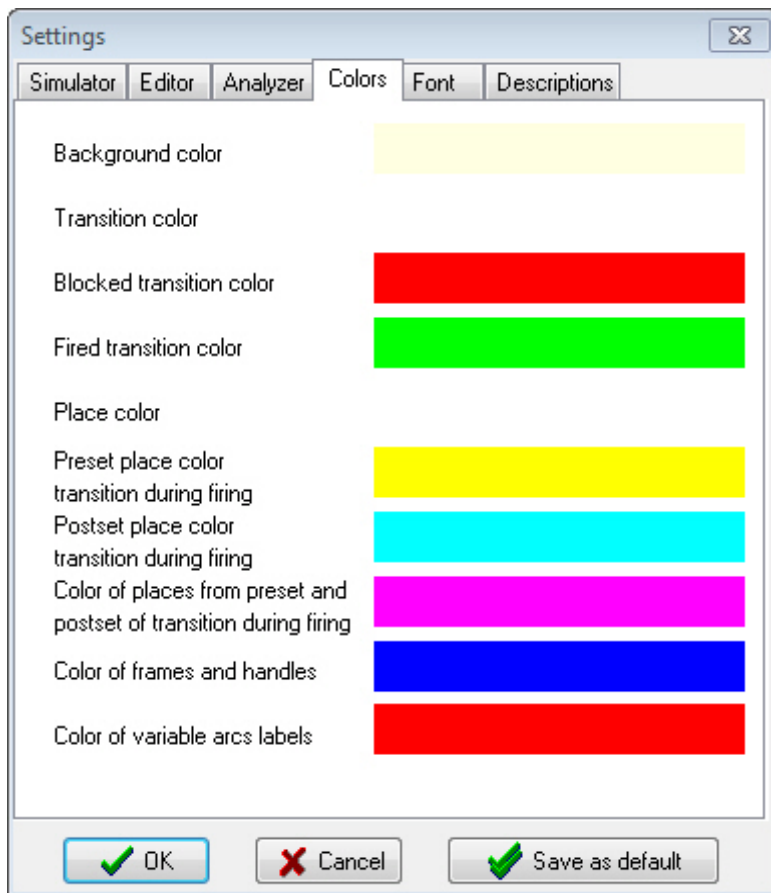 Settings
Simulator Editor Analyzer Colors Font Descriptions
Background color
Transition color
Blocked transition color
Fired transition color
Place color
Preset place color
transition during firing
Postset place color
transition during firing
Color of places from preset and
postset of transition during firing
Color of frames and handles
Color of variable arcs labels
OK Cancel Save as default